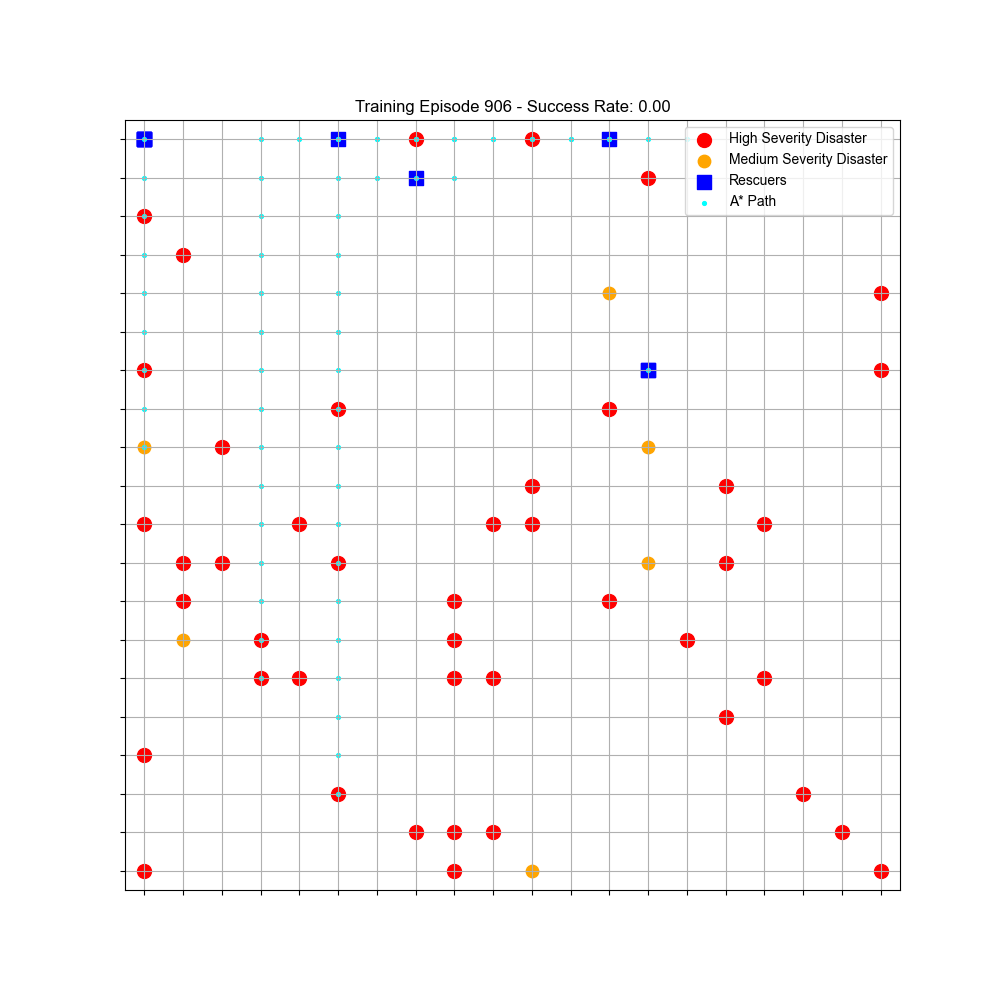 Training Episode 906 - Success Rate: 0.00
High Severity Disaster
Medium Severity Disaster
Rescuers
A* Path